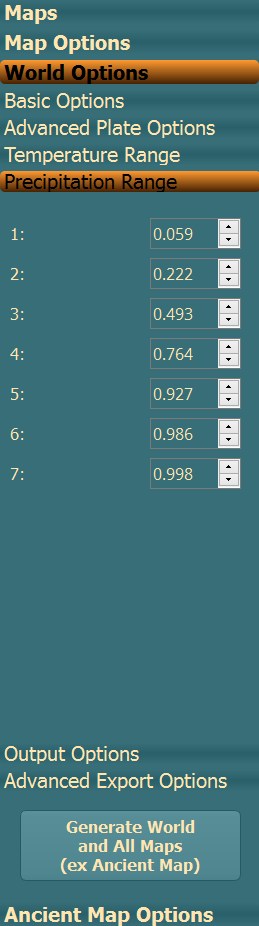 Maps
Map Options
World Options
Basic Options
Advanced Plate Options
Temperature Range
Precipitation Range
1: 0.059
2: 0.222
3: 0.493
4: 0.764
5: 0.927
6: 0.986
7: 0.998
Output Options
Advanced Export Options
Generate World
and All Maps
(ex Ancient Map)
Ancient Map Options